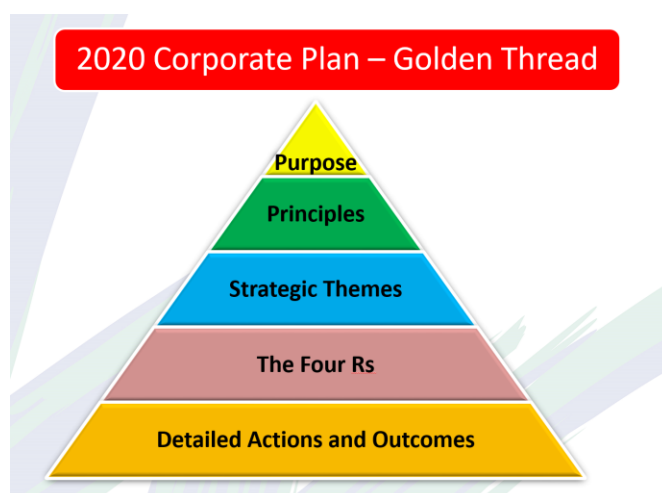 2020 Corporate Plan – Golden Thread
Purpose
Principles
Strategic Themes
The Four Rs
Detailed Actions and Outcomes